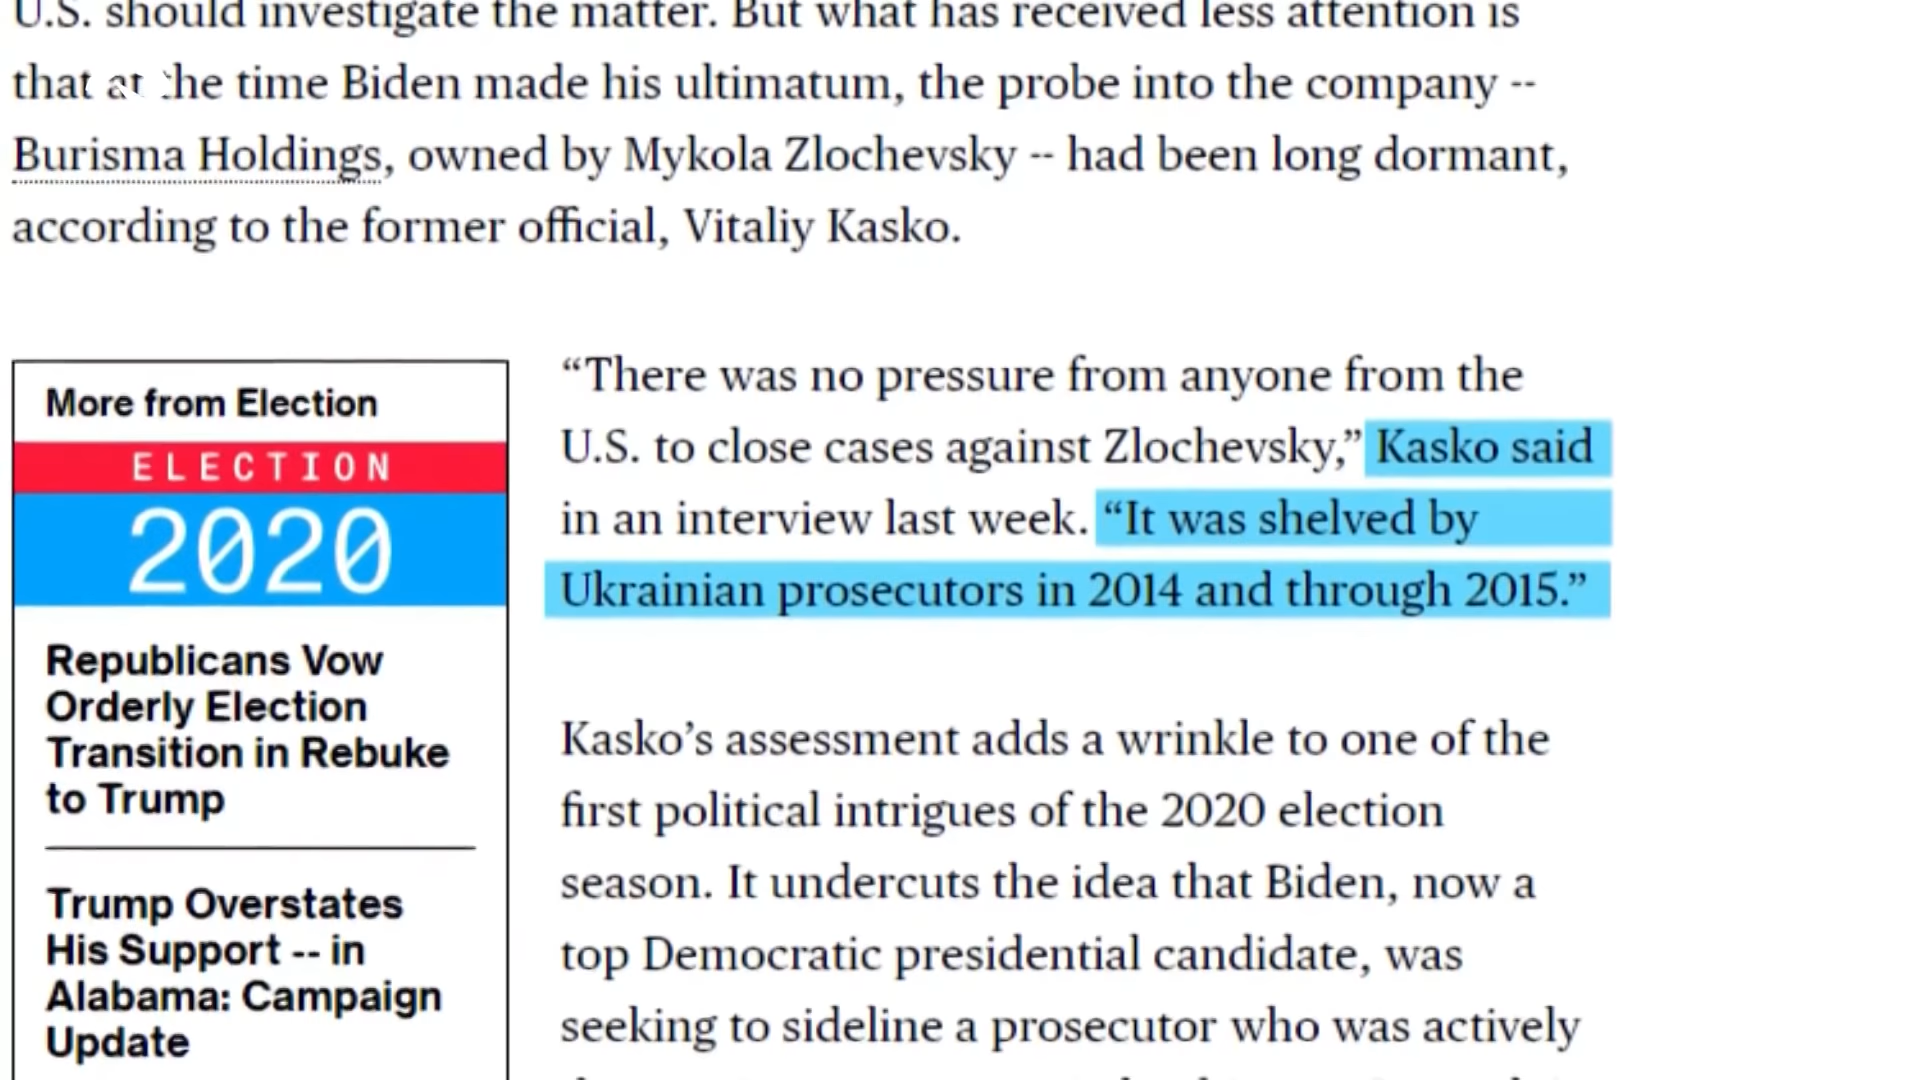 U.S. should investigate the matter. But what has received less attention is
that at the time Biden made his ultimatum, the probe into the company --
Burisma Holdings, owned by Mykola Zlochevsky -- had been long dormant,
according to the former official, Vitaliy Kasko.
More from Election
ELECTION
2020
Republicans Vow
Orderly Election
Transition in Rebuke
to Trump
Trump Overstates
His Support -- in
Alabama: Campaign
Update
“There was no pressure from anyone from the
U.S. to close cases against Zlochevsky,” Kasko said
in an interview last week. “It was shelved by
Ukrainian prosecutors in 2014 and through 2015.”
Kasko’s assessment adds a wrinkle to one of the
first political intrigues of the 2020 election
season. It undercuts the idea that Biden, now a
top Democratic presidential candidate, was
seeking to sideline a prosecutor who was actively